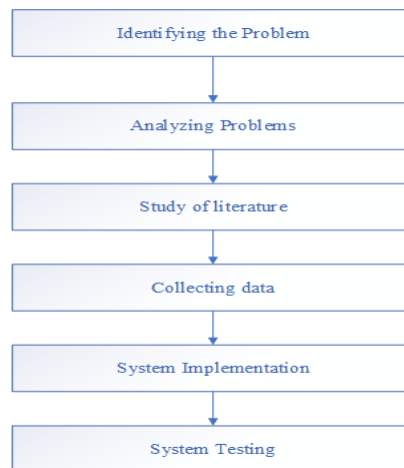 Identifying the Problem
Analyzing Problems
Study of literature
Collecting data
System Implementation
System Testing